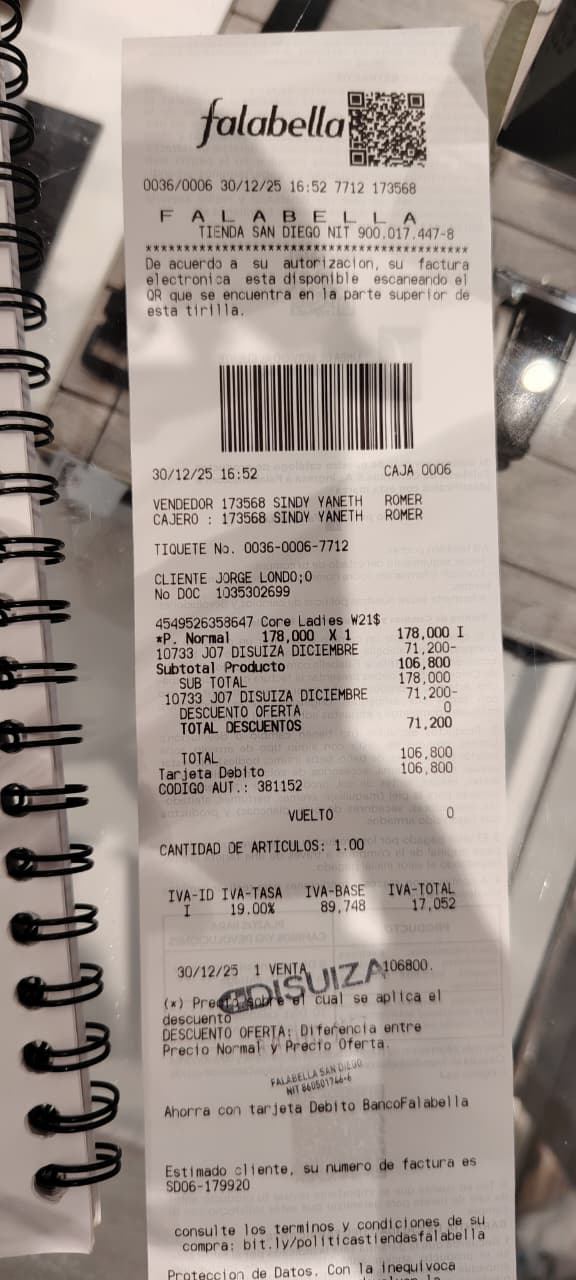 falabella
0036/0006 30/12/25 16:52 7712 173568
F A L A B E L L A
TIENDA SAN DIEGO NIT 900.017.447-8
******************************************
De acuerdo a su autorizacion, su factura
electronica esta disponible escaneando el
QR que se encuentra en la parte superior de
esta tirilla.
30/12/25 16:52 CAJA 0006
VENDEDOR 173568 SINDY YANETH ROMER
CAJERO : 173568 SINDY YANETH ROMER
TIQUETE No. 0036-0006-7712
CLIENTE JORGE LONDO;O
No DOC 1035302699
4549526358647 Core Ladies W21$
*P. Normal 178,000 X 1 178,000 I
10733 J07 DISUIZA DICIEMBRE 71,200-
Subtotal Producto 106,800
SUB TOTAL 178,000
10733 J07 DISUIZA DICIEMBRE 71,200-
DESCUENTO OFERTA 0
TOTAL DESCUENTOS 71,200
TOTAL 106,800
Tarjeta Debito 106,800
CODIGO AUT.: 381152
VUELTO 0
CANTIDAD DE ARTICULOS: 1.00
IVA-ID IVA-TASA IVA-BASE IVA-TOTAL
I 19.00% 89,748 17,052
30/12/25 1 VENTA 106800.
DISUIZA
(*) Precio sobre el cual se aplica el
descuento
DESCUENTO OFERTA: Diferencia entre
Precio Normal y Precio Oferta.
FALABELLA SAN DIEGO
NIT 860501766-6
Ahorra con tarjeta Debito BancoFalabella
Estimado cliente, su numero de factura es
SD06-179920
consulte los terminos y condiciones de su
compra: bit.ly/politicastiendasfalabella
Proteccion de Datos. Con la inequivoca